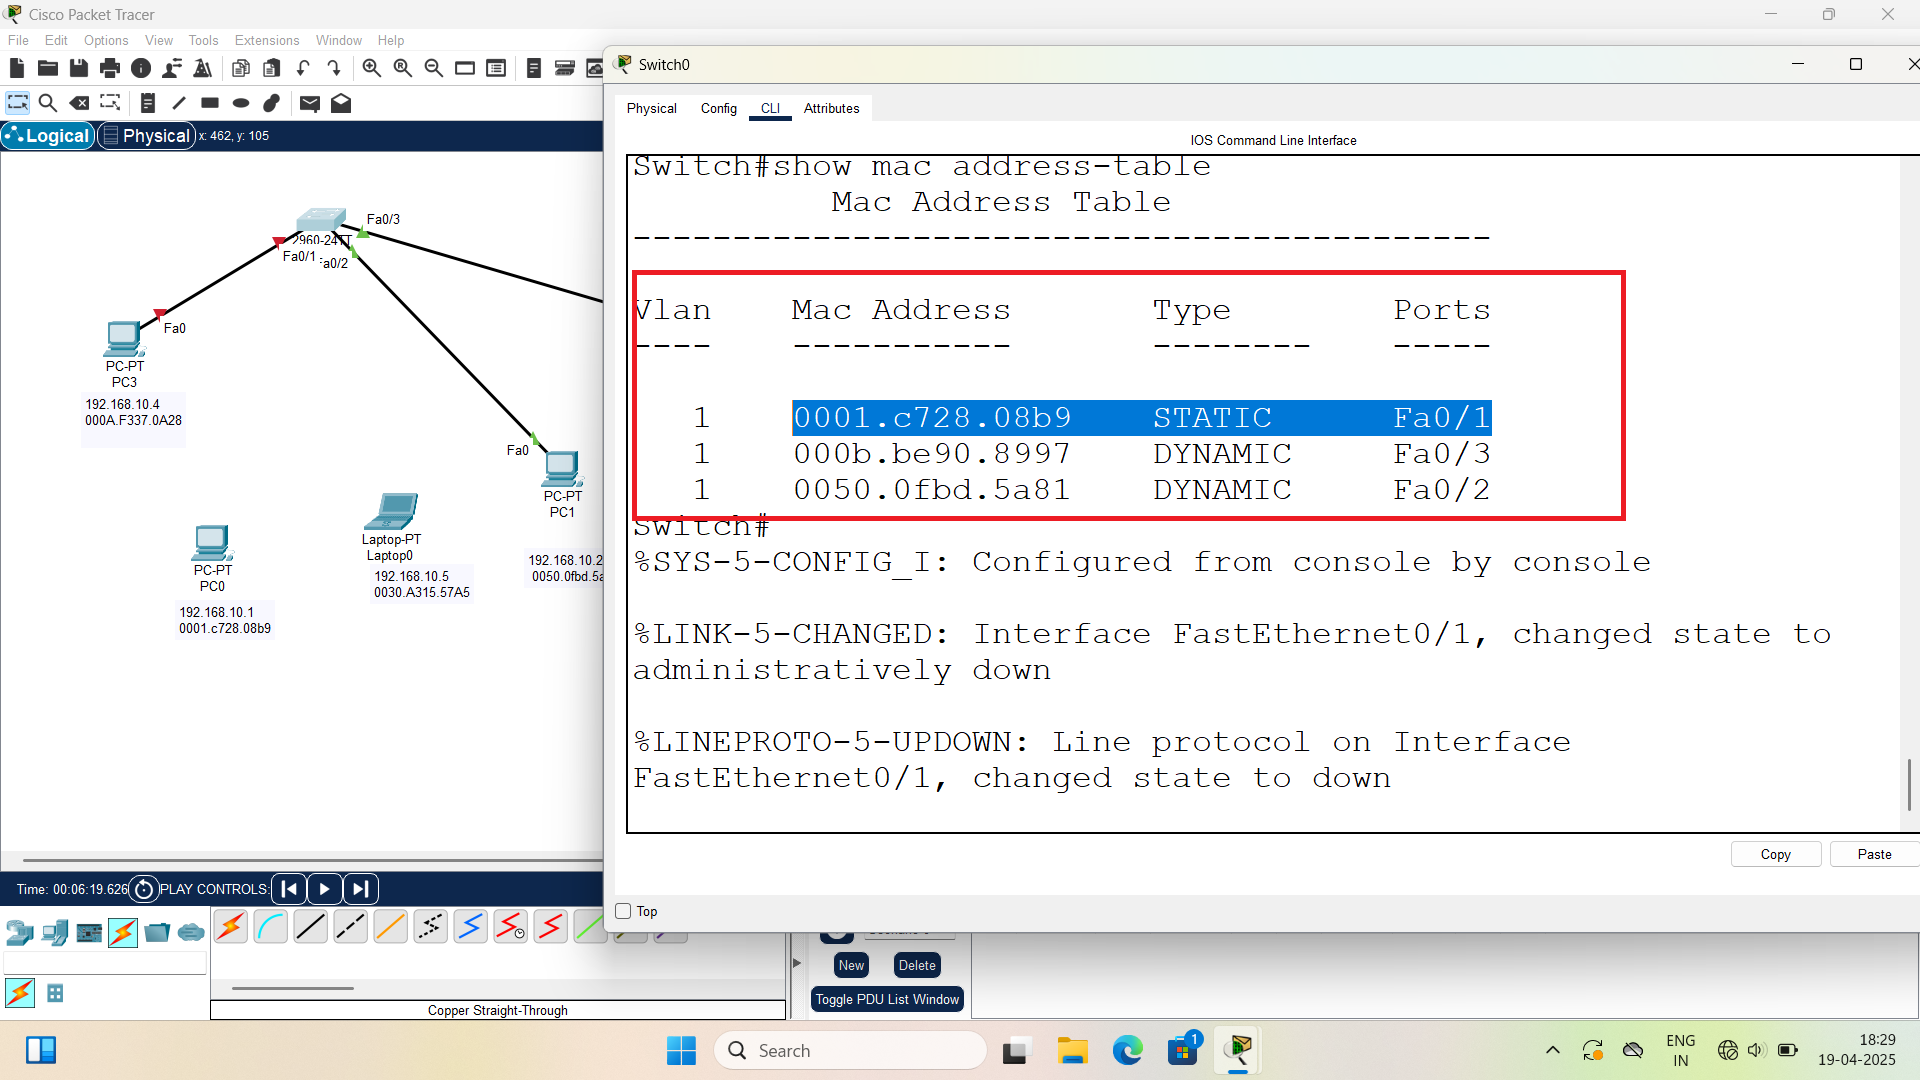 Cisco Packet Tracer
File Edit Options View Tools Extensions Window Help
Logical Physical x: 462, y: 105
Fa0/3
2960-24TT
Fa0/1 Fa0/2
Fa0
PC-PT
PC3
192.168.10.4
000A.F337.0A28
Fa0
PC-PT
PC1
Laptop-PT
Laptop0
192.168.10.5
0030.A315.57A5
192.168.10.2
0050.0fbd.5a
PC-PT
PC0
192.168.10.1
0001.c728.08b9
Time: 00:06:19.626 PLAY CONTROLS:
Copper Straight-Through
Switch0
Physical Config CLI Attributes
IOS Command Line Interface
Switch#show mac address-table
Mac Address Table
-------------------------------------------
Vlan Mac Address Type Ports
---- ----------- -------- -----
1 0001.c728.08b9 STATIC Fa0/1
1 000b.be90.8997 DYNAMIC Fa0/3
1 0050.0fbd.5a81 DYNAMIC Fa0/2
Switch#
%SYS-5-CONFIG_I: Configured from console by console
%LINK-5-CHANGED: Interface FastEthernet0/1, changed state to
administratively down
%LINEPROTO-5-UPDOWN: Line protocol on Interface
FastEthernet0/1, changed state to down
Copy Paste
Top
New Delete
Toggle PDU List Window
Search
1
ENG
IN
18:29
19-04-2025